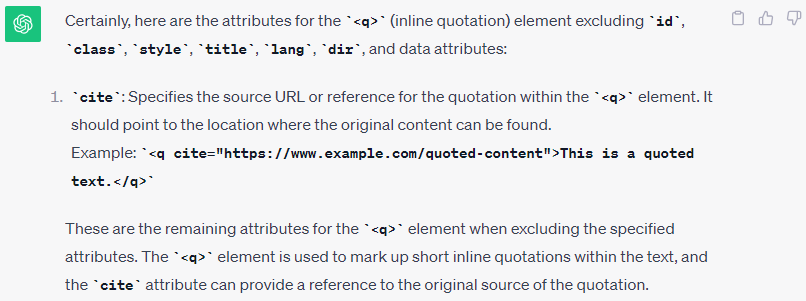 Certainly, here are the attributes for the `<q>` (inline quotation) element excluding `id`,
`class`, `style`, `title`, `lang`, `dir`, and data attributes:
1. `cite`: Specifies the source URL or reference for the quotation within the `<q>` element. It
should point to the location where the original content can be found.
Example: `<q cite="https://www.example.com/quoted-content">This is a quoted
text.</q>`
These are the remaining attributes for the `<q>` element when excluding the specified
attributes. The `<q>` element is used to mark up short inline quotations within the text, and
the `cite` attribute can provide a reference to the original source of the quotation.